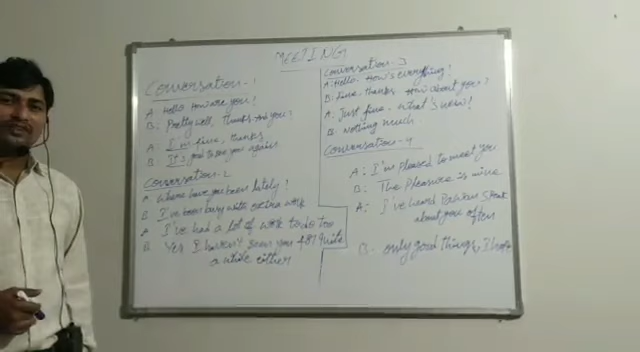 MEETING
Conversation - 1
A: Hello How are you!
B: Pretty well, Thanks And you?
A: I'm fine, thanks
B: It's good to see you again
Conversation - 2
A. Where have you been lately!
B I've been busy with extra work
A I've had a lot of work to do too
B Yes I haven't seen you for quite
a while either
Conversation - 3
A: Hello. How's everything!
B: Fine, thanks How about you?
A: Just fine - what's new!
B: Nothing much.
Conversation - 4
A: I'm pleased to meet you
B: The pleasure is mine
A: I've heard Pawan speak
about you often
B. only good things, I hope